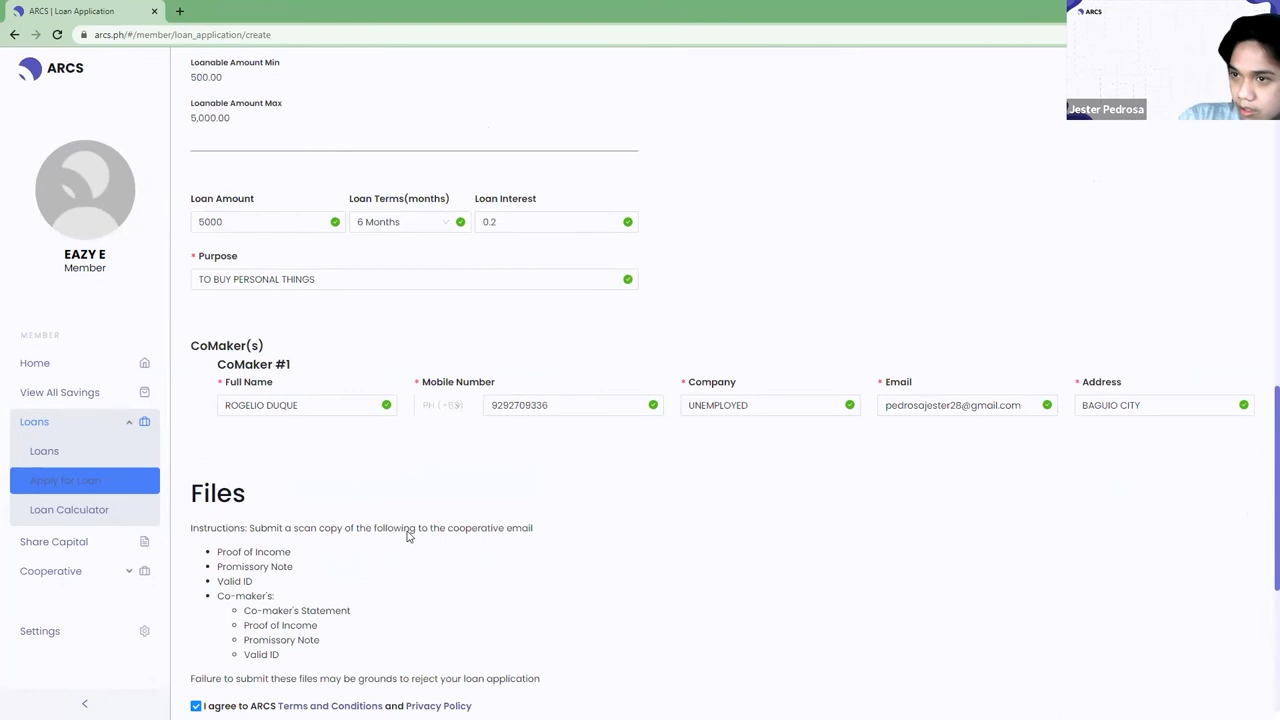 ARCS | Loan Application
arcs.ph/#/member/loan_application/create
ARCS
Jester Pedrosa
ARCS
EAZY E
Member
MEMBER
Home
View All Savings
Loans
Loans
Apply for Loan
Loan Calculator
Share Capital
Cooperative
Settings
Loanable Amount Min
500.00
Loanable Amount Max
5,000.00
Loan Amount Loan Terms(months) Loan Interest
5000 6 Months 0.2
* Purpose
TO BUY PERSONAL THINGS
CoMaker(s)
CoMaker #1
* Full Name * Mobile Number * Company * Email * Address
ROGELIO DUQUE PH (+63) 9292709336 UNEMPLOYED pedrosajester28@gmail.com BAGUIO CITY
Files
Instructions: Submit a scan copy of the following to the cooperative email
• Proof of Income
• Promissory Note
• Valid ID
• Co-maker's:
Co-maker's Statement
Proof of Income
Promissory Note
Valid ID
Failure to submit these files may be grounds to reject your loan application
I agree to ARCS Terms and Conditions and Privacy Policy